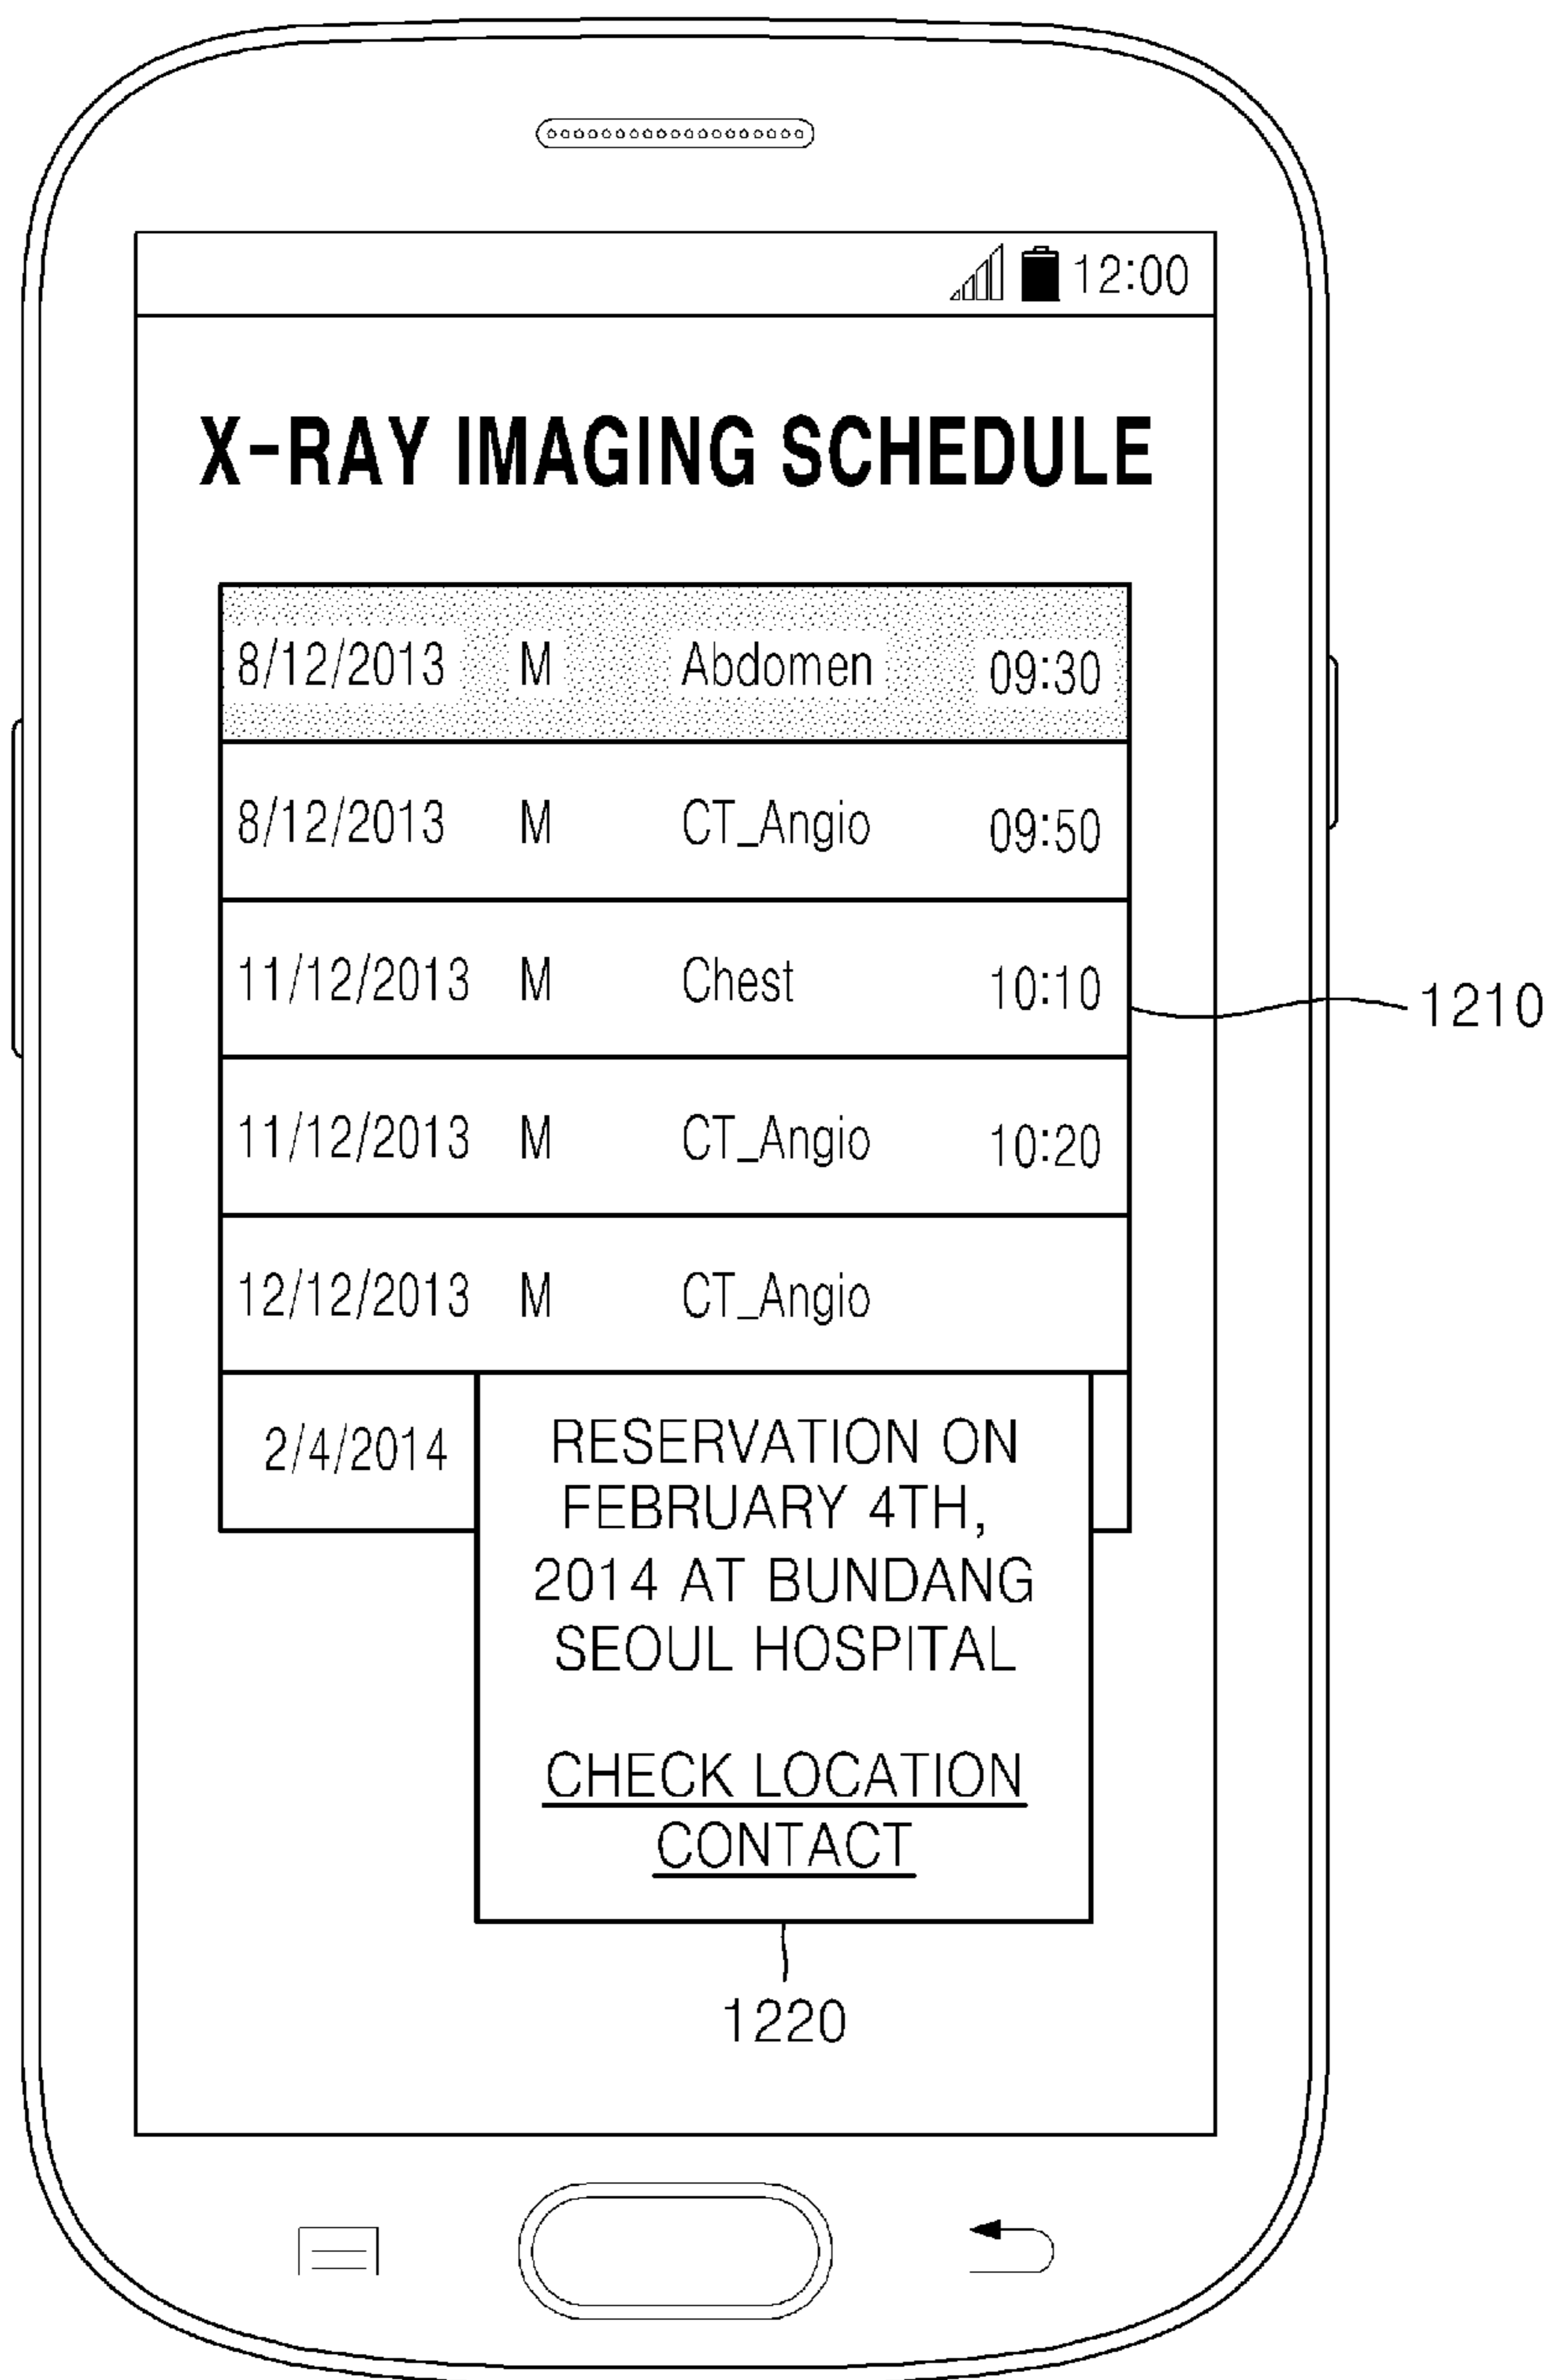 12:00
X-RAY IMAGING SCHEDULE
8/12/2013 M Abdomen 09:30
8/12/2013 M CT_Angio 09:50
11/12/2013 M Chest 10:10
1210
11/12/2013 M CT_Angio 10:20
12/12/2013 M CT_Angio
2/4/2014
RESERVATION ON
FEBRUARY 4TH,
2014 AT BUNDANG
SEOUL HOSPITAL
CHECK LOCATION
CONTACT
1220